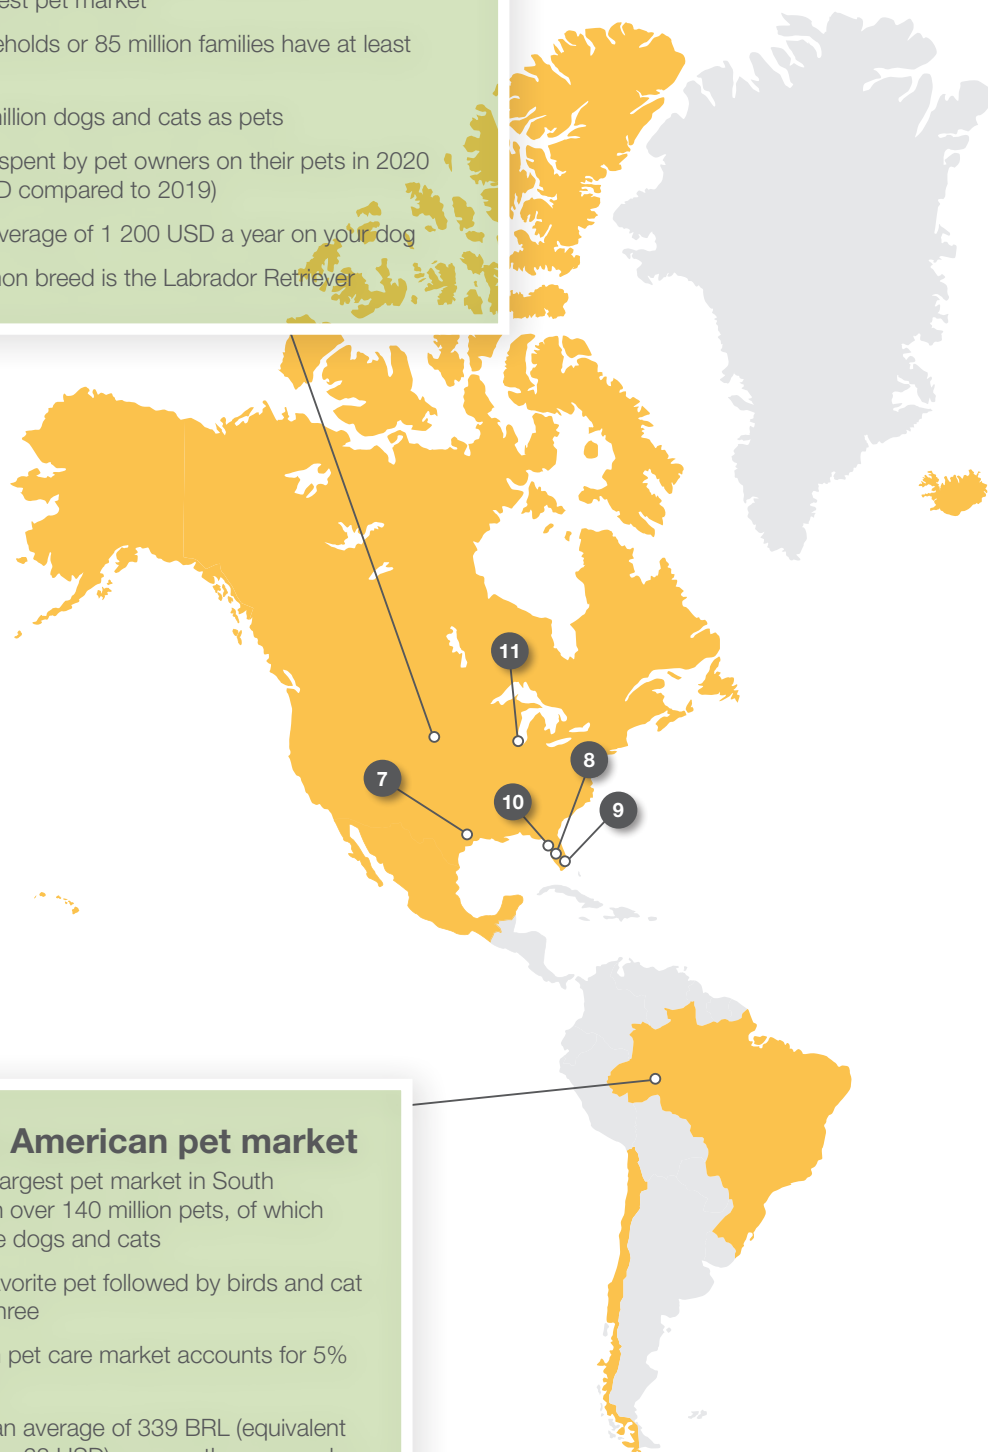 est pet market
eholds or 85 million families have at least
nillion dogs and cats as pets
spent by pet owners on their pets in 2020
D compared to 2019)
verage of 1 200 USD a year on your dog
non breed is the Labrador Retriever
11
8
7
10
9
American pet market
argest pet market in South
n over 140 million pets, of which
e dogs and cats
vorite pet followed by birds and cat
hree
pet care market accounts for 5%
an average of 339 BRL (equivalent